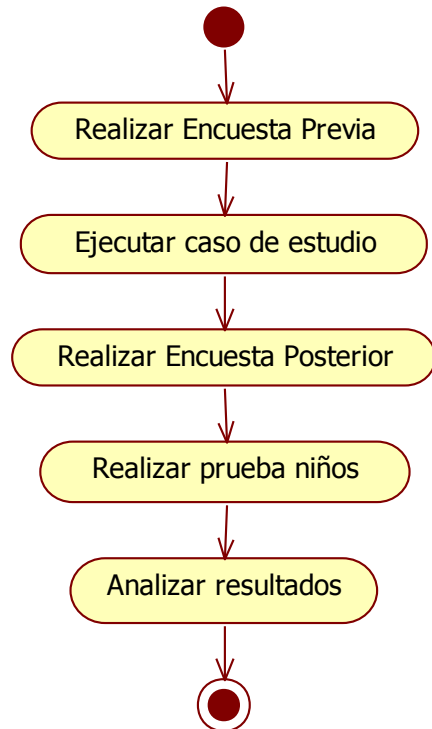 Realizar Encuesta Previa
Ejecutar caso de estudio
Realizar Encuesta Posterior
Realizar prueba niños
Analizar resultados